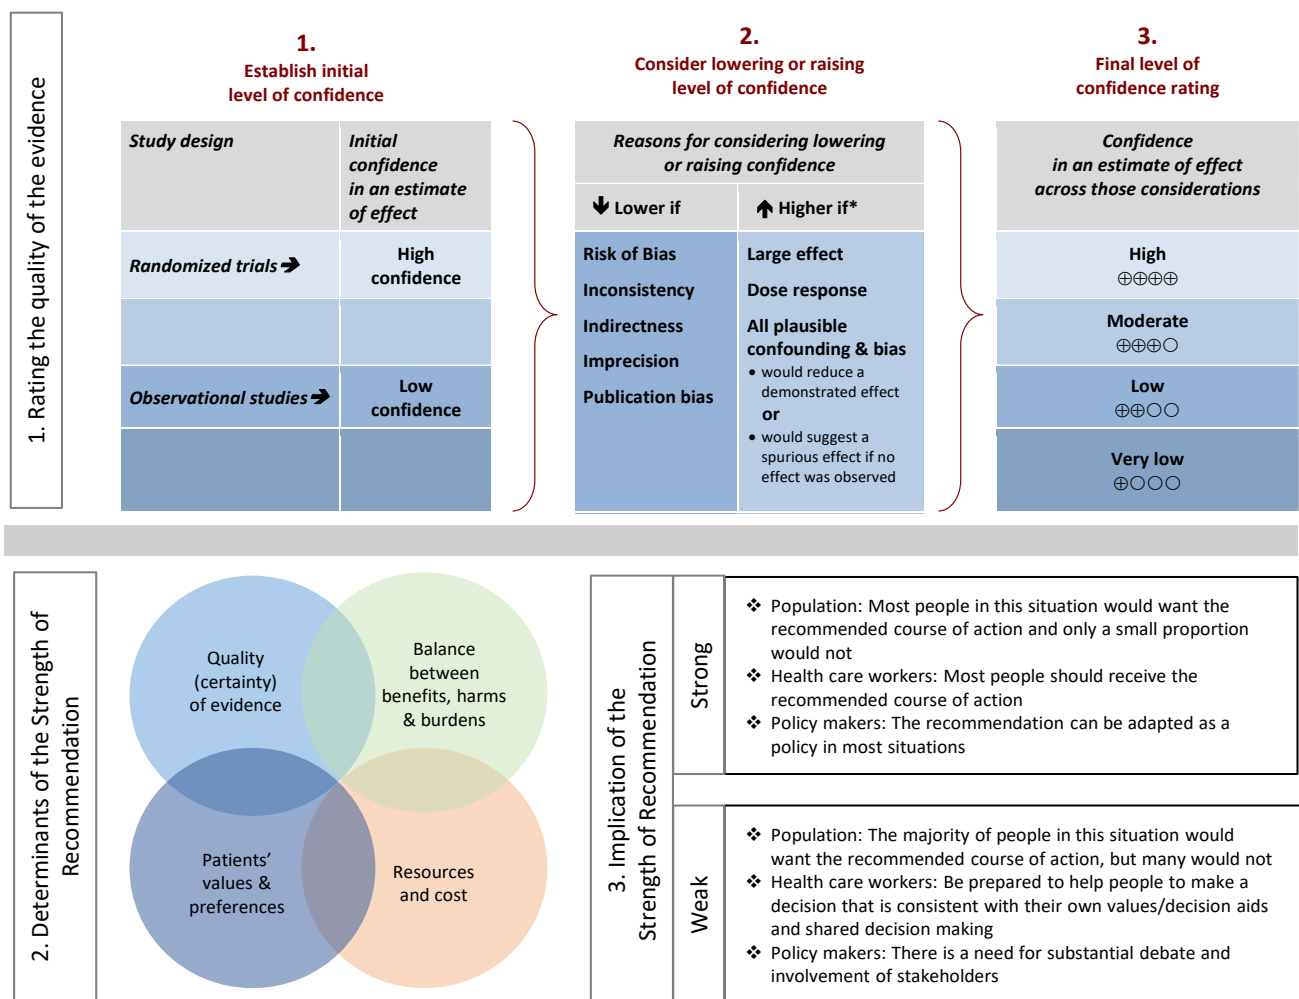 1. Rating the quality of the evidence
1.
Establish initial
level of confidence
2.
Consider lowering or raising
level of confidence
3.
Final level of
confidence rating
Study design
Initial
confidence
in an estimate
of effect
Randomized trials ➔
High
confidence
Observational studies ➔
Low
confidence
Reasons for considering lowering
or raising confidence
🡻 Lower if
🡹 Higher if*
Risk of Bias
Inconsistency
Indirectness
Imprecision
Publication bias
Large effect
Dose response
All plausible
confounding & bias
• would reduce a
demonstrated effect
or
• would suggest a
spurious effect if no
effect was observed
Confidence
in an estimate of effect
across those considerations
High
⊕⊕⊕⊕
Moderate
⊕⊕⊕○
Low
⊕⊕○○
Very low
⊕○○○
2. Determinants of the Strength of
Recommendation
Quality
(certainty)
of evidence
Balance
between
benefits, harms
& burdens
Patients’
values &
preferences
Resources
and cost
3. Implication of the
Strength of Recommendation
Strong
❖ Population: Most people in this situation would want the
recommended course of action and only a small proportion
would not
❖ Health care workers: Most people should receive the
recommended course of action
❖ Policy makers: The recommendation can be adapted as a
policy in most situations
Weak
❖ Population: The majority of people in this situation would
want the recommended course of action, but many would not
❖ Health care workers: Be prepared to help people to make a
decision that is consistent with their own values/decision aids
and shared decision making
❖ Policy makers: There is a need for substantial debate and
involvement of stakeholders